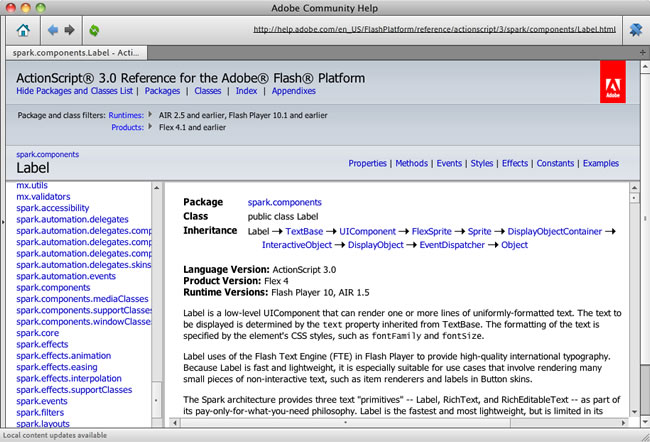 Adobe Community Help
http://help.adobe.com/en_US/FlashPlatform/reference/actionscript/3/spark/components/Label.html
spark.components.Label - Acti...
ActionScript® 3.0 Reference for the Adobe® Flash® Platform
Hide Packages and Classes List | Packages | Classes | Index | Appendixes
Adobe
Package and class filters: Runtimes: AIR 2.5 and earlier, Flash Player 10.1 and earlier
Products: Flex 4.1 and earlier
spark.components
Label
Properties | Methods | Events | Styles | Effects | Constants | Examples
mx.utils
mx.validators
spark.accessibility
spark.automation.delegates
spark.automation.delegates.comp
spark.automation.delegates.comp
spark.automation.delegates.comp
spark.automation.delegates.skins
spark.automation.events
spark.components
spark.components.mediaClasses
spark.components.supportClasses
spark.components.windowClasses
spark.core
spark.effects
spark.effects.animation
spark.effects.easing
spark.effects.interpolation
spark.effects.supportClasses
spark.events
spark.filters
spark.layouts
Package spark.components
Class public class Label
Inheritance Label → TextBase → UIComponent → FlexSprite → Sprite → DisplayObjectContainer →
InteractiveObject → DisplayObject → EventDispatcher → Object
Language Version: ActionScript 3.0
Product Version: Flex 4
Runtime Versions: Flash Player 10, AIR 1.5
Label is a low-level UIComponent that can render one or more lines of uniformly-formatted text. The text to
be displayed is determined by the text property inherited from TextBase. The formatting of the text is
specified by the element's CSS styles, such as fontFamily and fontSize.
Label uses of the Flash Text Engine (FTE) in Flash Player to provide high-quality international typography.
Because Label is fast and lightweight, it is especially suitable for use cases that involve rendering many
small pieces of non-interactive text, such as item renderers and labels in Button skins.
The Spark architecture provides three text "primitives" -- Label, RichText, and RichEditableText -- as part of
its pay-only-for-what-you-need philosophy. Label is the fastest and most lightweight, but is limited in its
Local content updates available